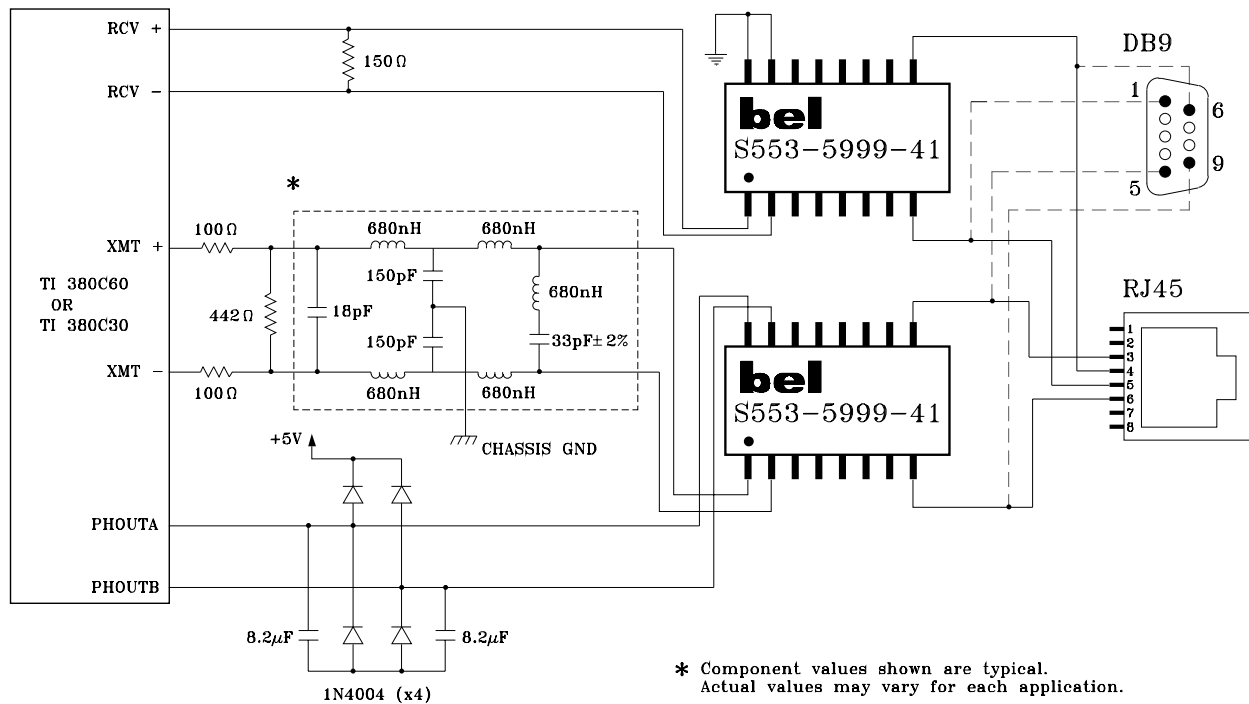 RCV +
150Ω
RCV −
bel
S553-5999-41
DB9
1
6
5
9
*
XMT +
100Ω
680nH
680nH
150pF
TI 380C60
OR
TI 380C30
442Ω
18pF
680nH
150pF
33pF±2%
XMT −
100Ω
680nH
680nH
bel
S553-5999-41
RJ45
1
2
3
4
5
6
7
8
+5V
CHASSIS GND
PHOUTA
PHOUTB
8.2µF
8.2µF
1N4004 (x4)
* Component values shown are typical.
Actual values may vary for each application.